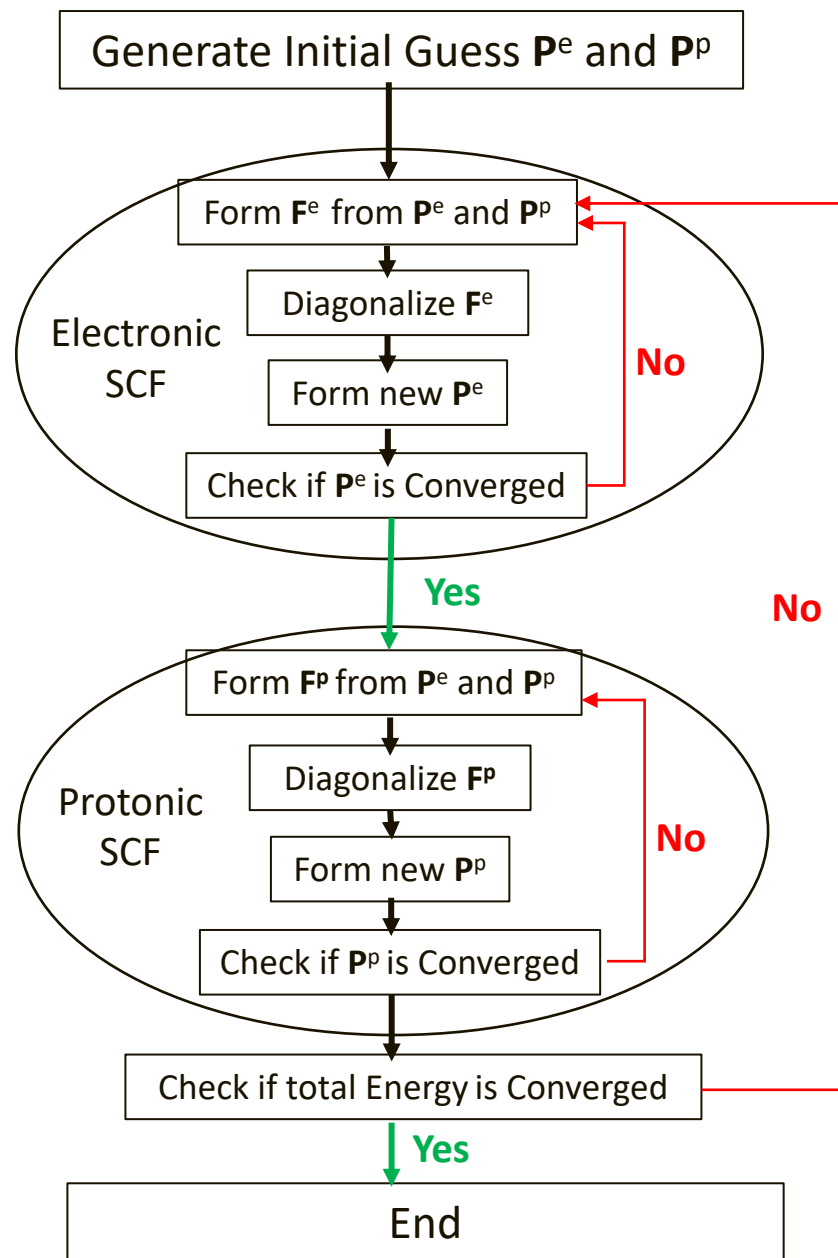 Generate Initial Guess Pᵉ and Pᵖ
Form Fᵉ from Pᵉ and Pᵖ
Diagonalize Fᵉ
Electronic
SCF
No
Form new Pᵉ
Check if Pᵉ is Converged
Yes
No
Form Fᵖ from Pᵉ and Pᵖ
Diagonalize Fᵖ
Protonic
SCF
No
Form new Pᵖ
Check if Pᵖ is Converged
Check if total Energy is Converged
Yes
End